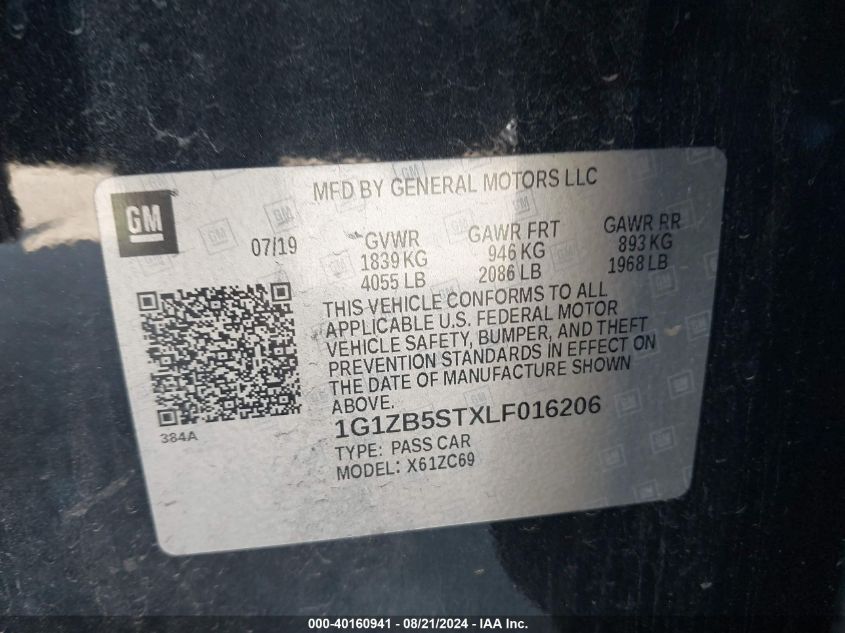 MFD BY GENERAL MOTORS LLC
GM
07/19
GVWR
1839 KG
4055 LB
GAWR FRT
946 KG
2086 LB
GAWR RR
893 KG
1968 LB
THIS VEHICLE CONFORMS TO ALL
APPLICABLE U.S. FEDERAL MOTOR
VEHICLE SAFETY, BUMPER, AND THEFT
PREVENTION STANDARDS IN EFFECT ON
THE DATE OF MANUFACTURE SHOWN
ABOVE.
384A
1G1ZB5STXLF016206
TYPE: PASS CAR
MODEL: X61ZC69
000-40160941 / 08/21/2024 - IAA Inc.